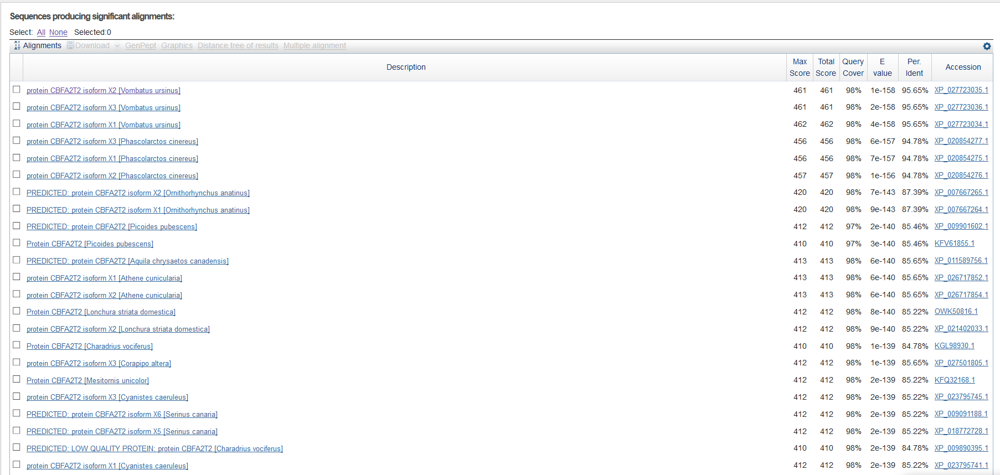 Sequences producing significant alignments:
Select: All None Selected:0
Alignments Download GenPept Graphics Distance tree of results Multiple alignment
Description Max Score Total Score Query Cover E value Per. Ident Accession
protein CBFA2T2 isoform X2 [Vombatus ursinus] 461 461 98% 1e-158 95.65% XP_027723035.1
protein CBFA2T2 isoform X3 [Vombatus ursinus] 461 461 98% 2e-158 95.65% XP_027723036.1
protein CBFA2T2 isoform X1 [Vombatus ursinus] 462 462 98% 4e-158 95.65% XP_027723034.1
protein CBFA2T2 isoform X3 [Phascolarctos cinereus] 456 456 98% 6e-157 94.78% XP_020854277.1
protein CBFA2T2 isoform X1 [Phascolarctos cinereus] 456 456 98% 7e-157 94.78% XP_020854275.1
protein CBFA2T2 isoform X2 [Phascolarctos cinereus] 457 457 98% 1e-156 94.78% XP_020854276.1
PREDICTED: protein CBFA2T2 isoform X2 [Ornithorhynchus anatinus] 420 420 98% 7e-143 87.39% XP_007667265.1
PREDICTED: protein CBFA2T2 isoform X1 [Ornithorhynchus anatinus] 420 420 98% 9e-143 87.39% XP_007667264.1
PREDICTED: protein CBFA2T2 [Picoides pubescens] 412 412 97% 2e-140 85.46% XP_009901602.1
Protein CBFA2T2 [Picoides pubescens] 410 410 97% 3e-140 85.46% KFV61855.1
PREDICTED: protein CBFA2T2 [Aquila chrysaetos canadensis] 413 413 98% 6e-140 85.65% XP_011589756.1
protein CBFA2T2 isoform X1 [Athene cunicularia] 413 413 98% 6e-140 85.65% XP_026717852.1
protein CBFA2T2 isoform X2 [Athene cunicularia] 413 413 98% 6e-140 85.65% XP_026717854.1
Protein CBFA2T2 [Lonchura striata domestica] 412 412 98% 8e-140 85.22% OWK50816.1
protein CBFA2T2 isoform X2 [Lonchura striata domestica] 412 412 98% 9e-140 85.22% XP_021402033.1
Protein CBFA2T2 [Charadrius vociferus] 410 410 98% 1e-139 84.78% KGL98930.1
protein CBFA2T2 isoform X3 [Corapipo altera] 412 412 98% 1e-139 85.65% XP_027501805.1
Protein CBFA2T2 [Mesitornis unicolor] 412 412 98% 2e-139 85.22% KFQ32168.1
protein CBFA2T2 isoform X3 [Cyanistes caeruleus] 412 412 98% 2e-139 85.22% XP_023795745.1
PREDICTED: protein CBFA2T2 isoform X6 [Serinus canaria] 412 412 98% 2e-139 85.22% XP_009091188.1
PREDICTED: protein CBFA2T2 isoform X5 [Serinus canaria] 412 412 98% 2e-139 85.22% XP_018772728.1
PREDICTED: LOW QUALITY PROTEIN: protein CBFA2T2 [Charadrius vociferus] 410 410 98% 2e-139 84.78% XP_009890395.1
protein CBFA2T2 isoform X1 [Cyanistes caeruleus] 412 412 98% 2e-139 85.22% XP_023795741.1